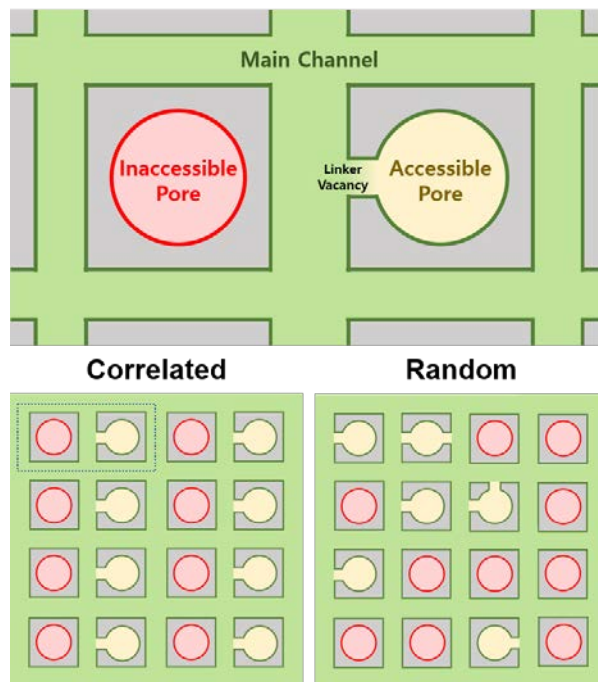 Main Channel
Inaccessible
Pore
Linker
Vacancy
Accessible
Pore
Correlated
Random